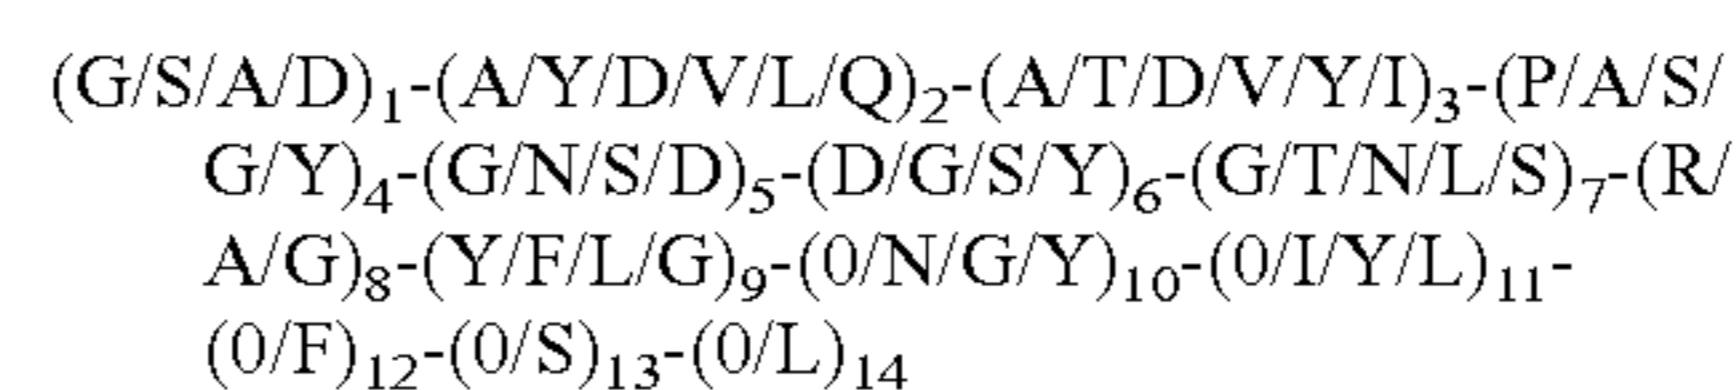 (G/S/A/D)₁-(A/Y/D/V/L/Q)₂-(A/T/D/V/Y/I)₃-(P/A/S/
G/Y)₄-(G/N/S/D)₅-(D/G/S/Y)₆-(G/T/N/L/S)₇-(R/
A/G)₈-(Y/F/L/G)₉-(0/N/G/Y)₁₀-(0/I/Y/L)₁₁-
(0/F)₁₂-(0/S)₁₃-(0/L)₁₄